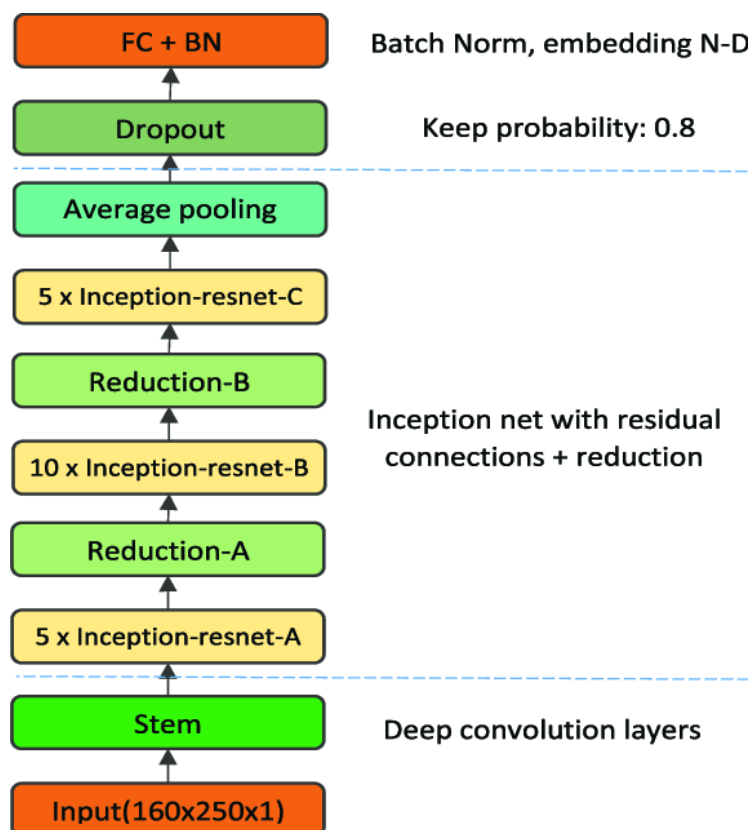 FC + BN
Batch Norm, embedding N-D
Dropout
Keep probability: 0.8
Average pooling
5 x Inception-resnet-C
Reduction-B
Inception net with residual
connections + reduction
10 x Inception-resnet-B
Reduction-A
5 x Inception-resnet-A
Stem
Deep convolution layers
Input(160x250x1)